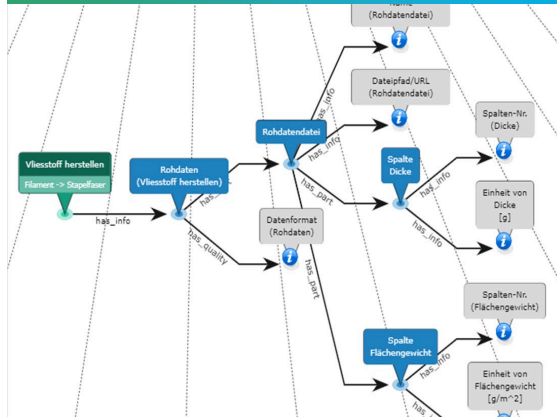 Name
(Rohdatendatei)
has_info
Dateipfad/URL
(Rohdatendatei)
has_info
Rohdatendatei
Spalten-Nr.
(Dicke)
Vliesstoff herstellen
Filament -> Stapelfaser
has_info
Rohdaten
(Vliesstoff herstellen)
has_
Spalte
Dicke
has_info
has_part
Einheit von
Dicke
[g]
has_info
Datenformat
(Rohdaten)
has_quality
has_part
Spalten-Nr.
(Flächengewicht)
Spalte
Flächengewicht
has_info
Einheit von
Flächengewicht
[g/m^2]